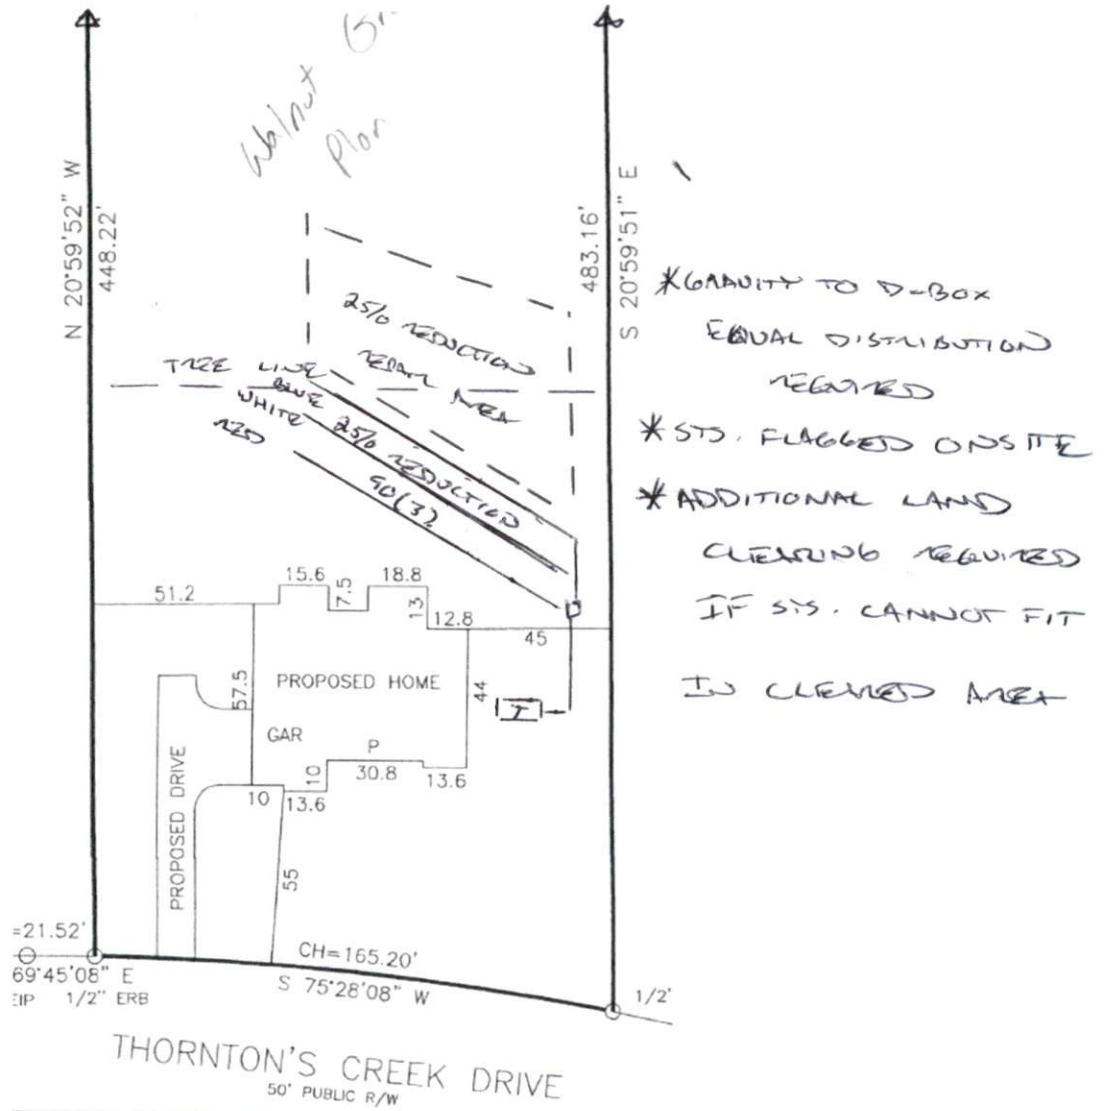 Walnut Gr
Plan
N 20°59'52" W
448.22'
483.16'
S 20°59'51" E
*GRAVITY TO D-BOX
EQUAL DISTRIBUTION
REQUIRED
*SYS. FLAGGED ONSITE
*ADDITIONAL LAND
CLEARING REQUIRED
IF SYS. CANNOT FIT
IN CLEARED AREA
25% REDUCTION
REPAIR AREA
TREE LINE
BLUE
WHITE
RED
25% REDUCTION
90(3)
51.2
15.6
7.5
18.8
13
12.8
45
57.5
PROPOSED HOME
44
T
GAR
P
10
30.8
13.6
10
13.6
PROPOSED DRIVE
55
=21.52'
69°45'08" E
EIP 1/2" ERB
CH=165.20'
S 75°28'08" W
1/2'
THORNTON'S CREEK DRIVE
50' PUBLIC R/W